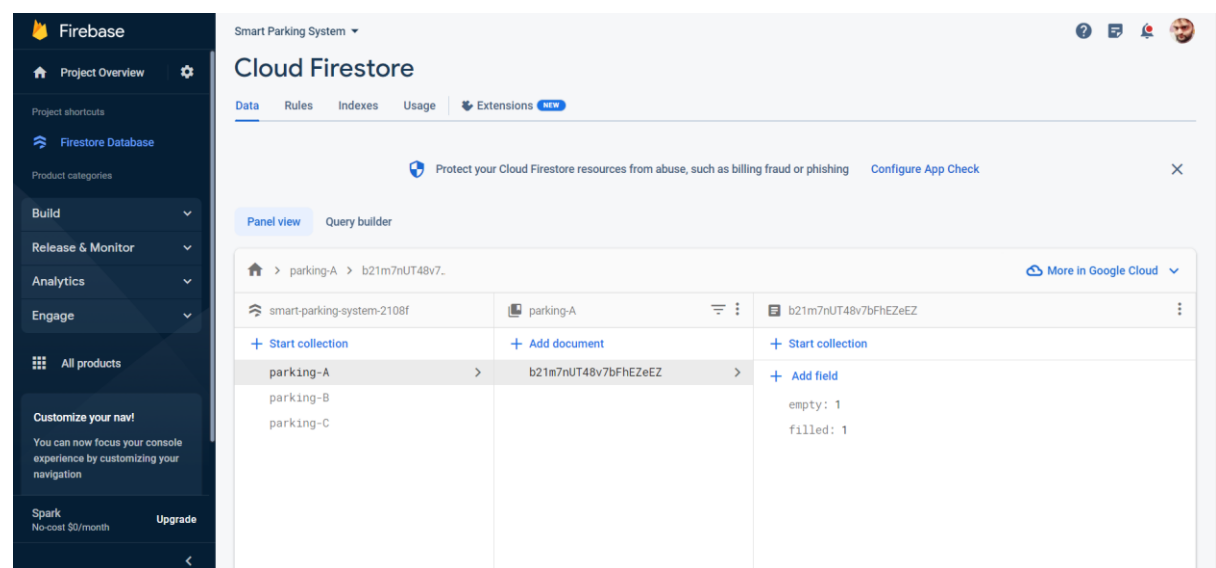 Firebase
Project Overview
Project shortcuts
Firestore Database
Product categories
Build
Release & Monitor
Analytics
Engage
All products
Customize your nav!
You can now focus your console
experience by customizing your
navigation
Spark
No-cost $0/month
Upgrade
Smart Parking System
Cloud Firestore
Data Rules Indexes Usage Extensions NEW
Protect your Cloud Firestore resources from abuse, such as billing fraud or phishing Configure App Check
Panel view Query builder
parking-A > b21m7nUT48v7..
More in Google Cloud
smart-parking-system-2108f
Start collection
parking-A
parking-B
parking-C
parking-A
Add document
b21m7nUT48v7bFhEZeEZ
b21m7nUT48v7bFhEZeEZ
Start collection
Add field
empty: 1
filled: 1